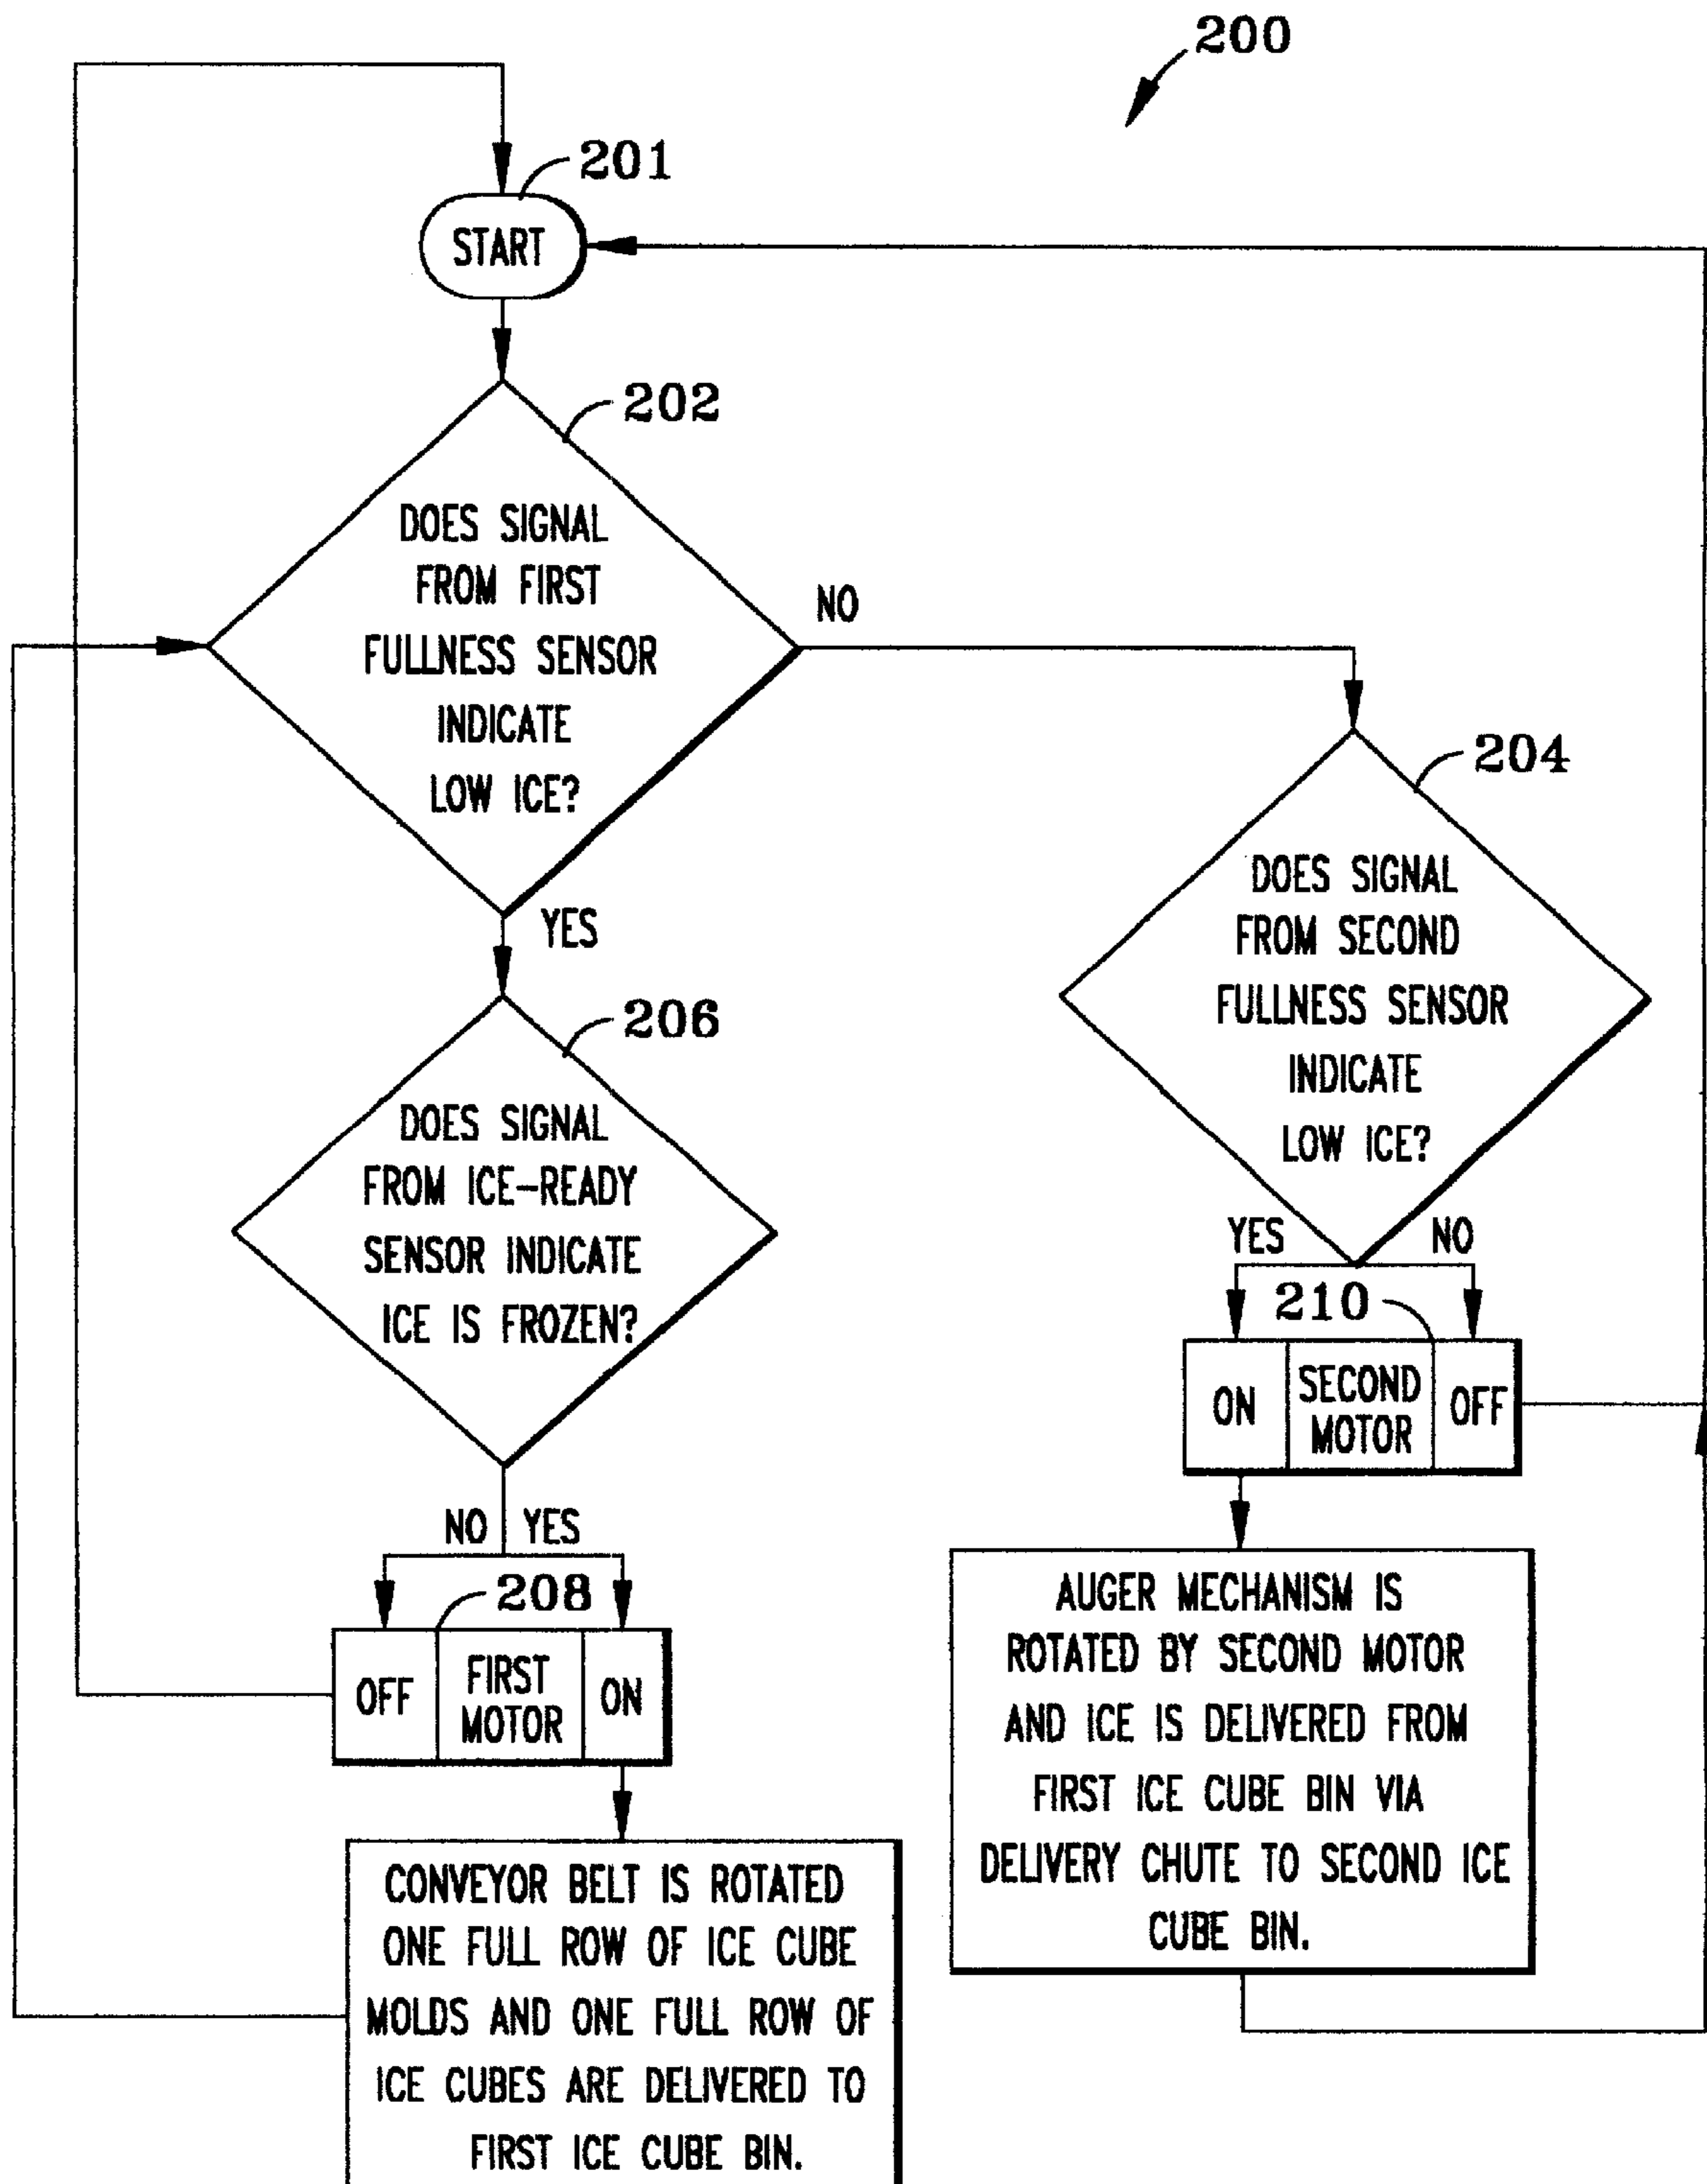 200
201
START
202
DOES SIGNAL
FROM FIRST
FULLNESS SENSOR
INDICATE
LOW ICE?
NO
YES
204
DOES SIGNAL
FROM SECOND
FULLNESS SENSOR
INDICATE
LOW ICE?
YES
NO
206
DOES SIGNAL
FROM ICE-READY
SENSOR INDICATE
ICE IS FROZEN?
NO
YES
208
OFF
FIRST
MOTOR
ON
210
ON
SECOND
MOTOR
OFF
AUGER MECHANISM IS
ROTATED BY SECOND MOTOR
AND ICE IS DELIVERED FROM
FIRST ICE CUBE BIN VIA
DELIVERY CHUTE TO SECOND ICE
CUBE BIN.
CONVEYOR BELT IS ROTATED
ONE FULL ROW OF ICE CUBE
MOLDS AND ONE FULL ROW OF
ICE CUBES ARE DELIVERED TO
FIRST ICE CUBE BIN.